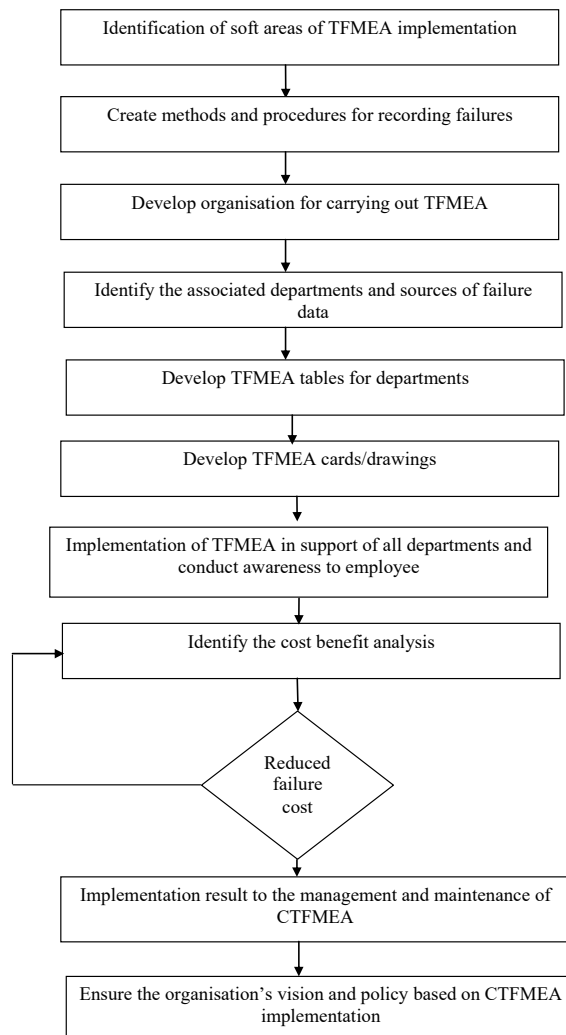 Identification of soft areas of TFMEA implementation
Create methods and procedures for recording failures
Develop organisation for carrying out TFMEA
Identify the associated departments and sources of failure
data
Develop TFMEA tables for departments
Develop TFMEA cards/drawings
Implementation of TFMEA in support of all departments and
conduct awareness to employee
Identify the cost benefit analysis
Reduced
failure
cost
Implementation result to the management and maintenance of
CTFMEA
Ensure the organisation’s vision and policy based on CTFMEA
implementation